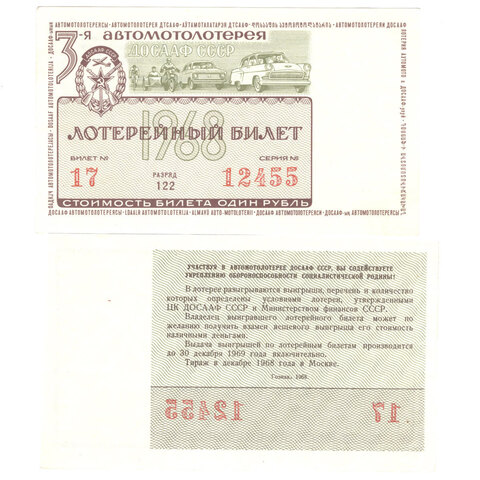 3-я автомотолотерея
ДОСААФ СССР
1968
ЛОТЕРЕЙНЫЙ БИЛЕТ
БИЛЕТ № РАЗРЯД СЕРИЯ №
17 122 12455
СТОИМОСТЬ БИЛЕТА ОДИН РУБЛЬ
УЧАСТВУЯ В АВТОМОТОЛОТЕРЕЕ ДОСААФ СССР, ВЫ СОДЕЙСТВУЕТЕ
УКРЕПЛЕНИЮ ОБОРОНОСПОСОБНОСТИ СОЦИАЛИСТИЧЕСКОЙ РОДИНЫ!
В лотерее разыгрываются выигрыши, перечень и количество
которых определены условиями лотереи, утвержденными
ЦК ДОСААФ СССР и Министерством финансов СССР.
Владелец выигравшего лотерейного билета может по
желанию получить взамен вещевого выигрыша его стоимость
наличными деньгами.
Выдача выигрышей по лотерейным билетам производится
до 30 декабря 1969 года включительно.
Тираж в декабре 1968 года в Москве.
Гознак. 1968.
12455 17